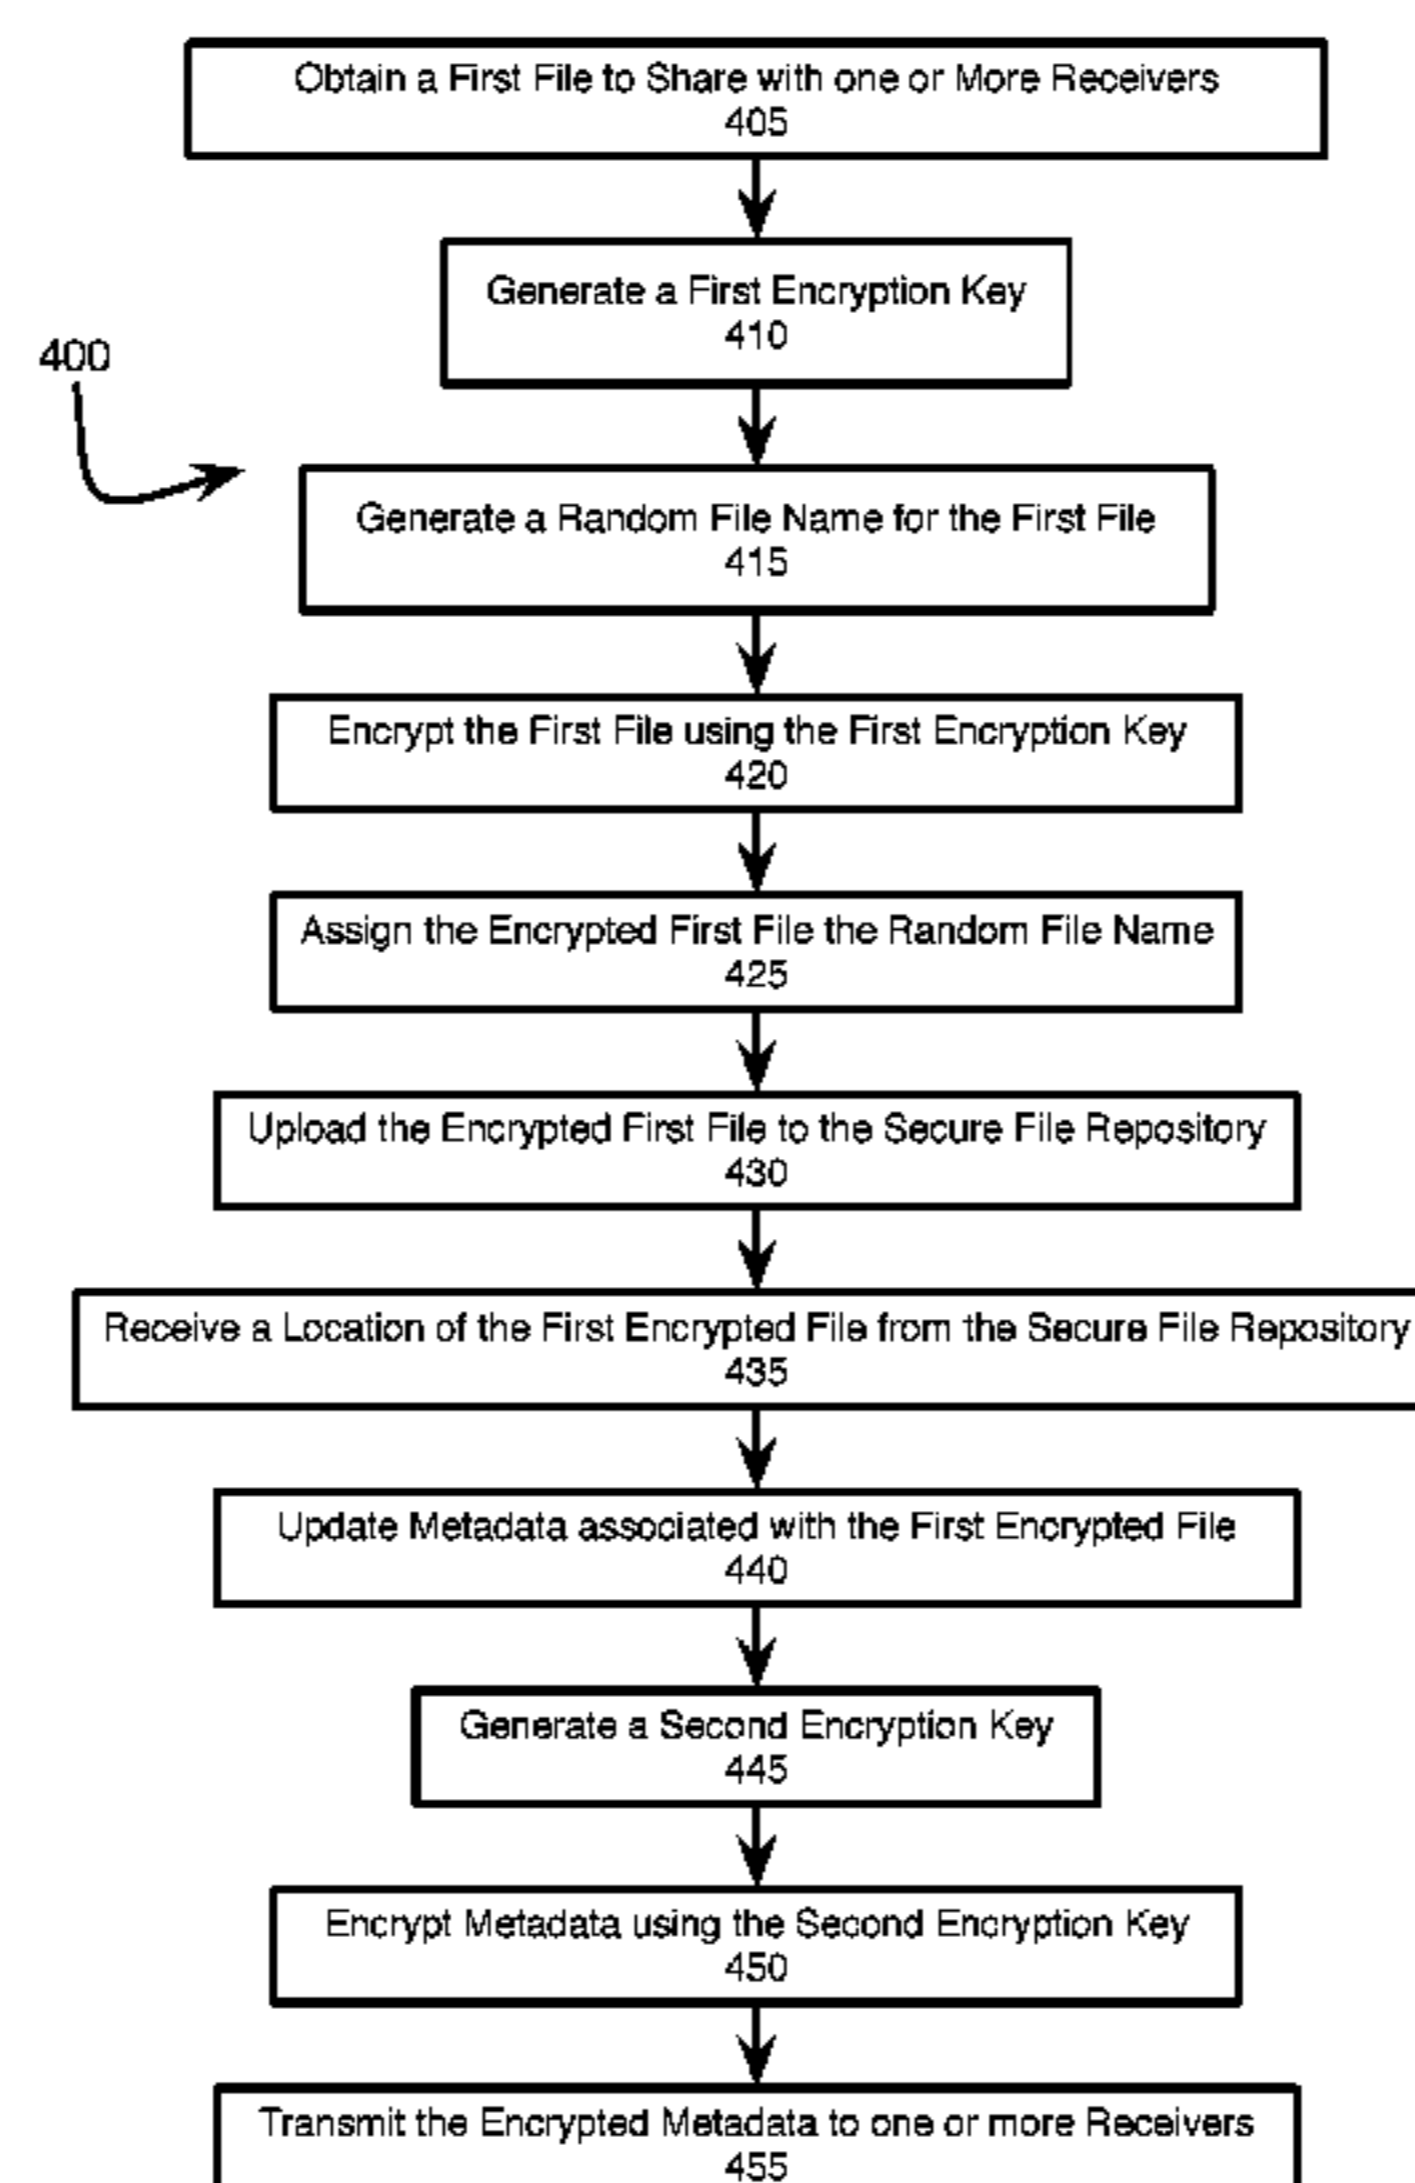 Obtain a First File to Share with one or More Receivers
405
Generate a First Encryption Key
410
400
Generate a Random File Name for the First File
415
Encrypt the First File using the First Encryption Key
420
Assign the Encrypted First File the Random File Name
425
Upload the Encrypted First File to the Secure File Repository
430
Receive a Location of the First Encrypted File from the Secure File Repository
435
Update Metadata associated with the First Encrypted File
440
Generate a Second Encryption Key
445
Encrypt Metadata using the Second Encryption Key
450
Transmit the Encrypted Metadata to one or more Receivers
455